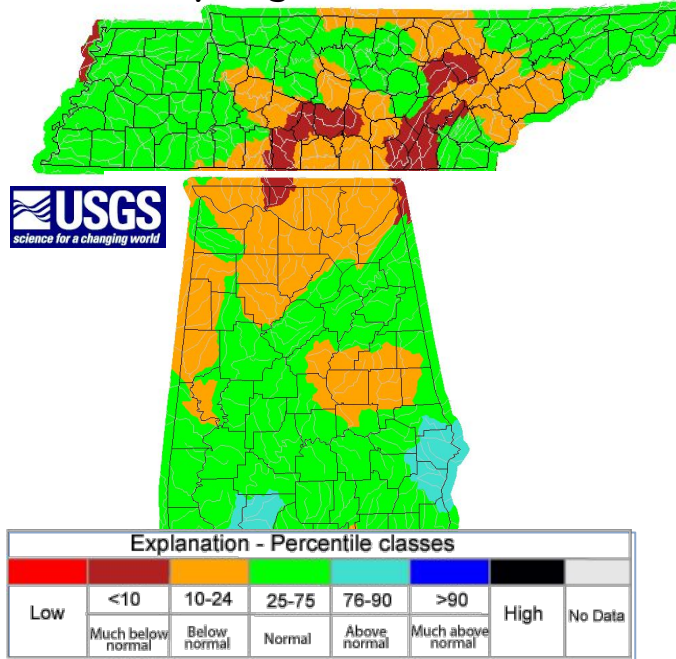 USGS
science for a changing world
Explanation - Percentile classes
Low
<10
10-24
25-75
76-90
>90
High
No Data
Much below
normal
Below
normal
Normal
Above
normal
Much above
normal